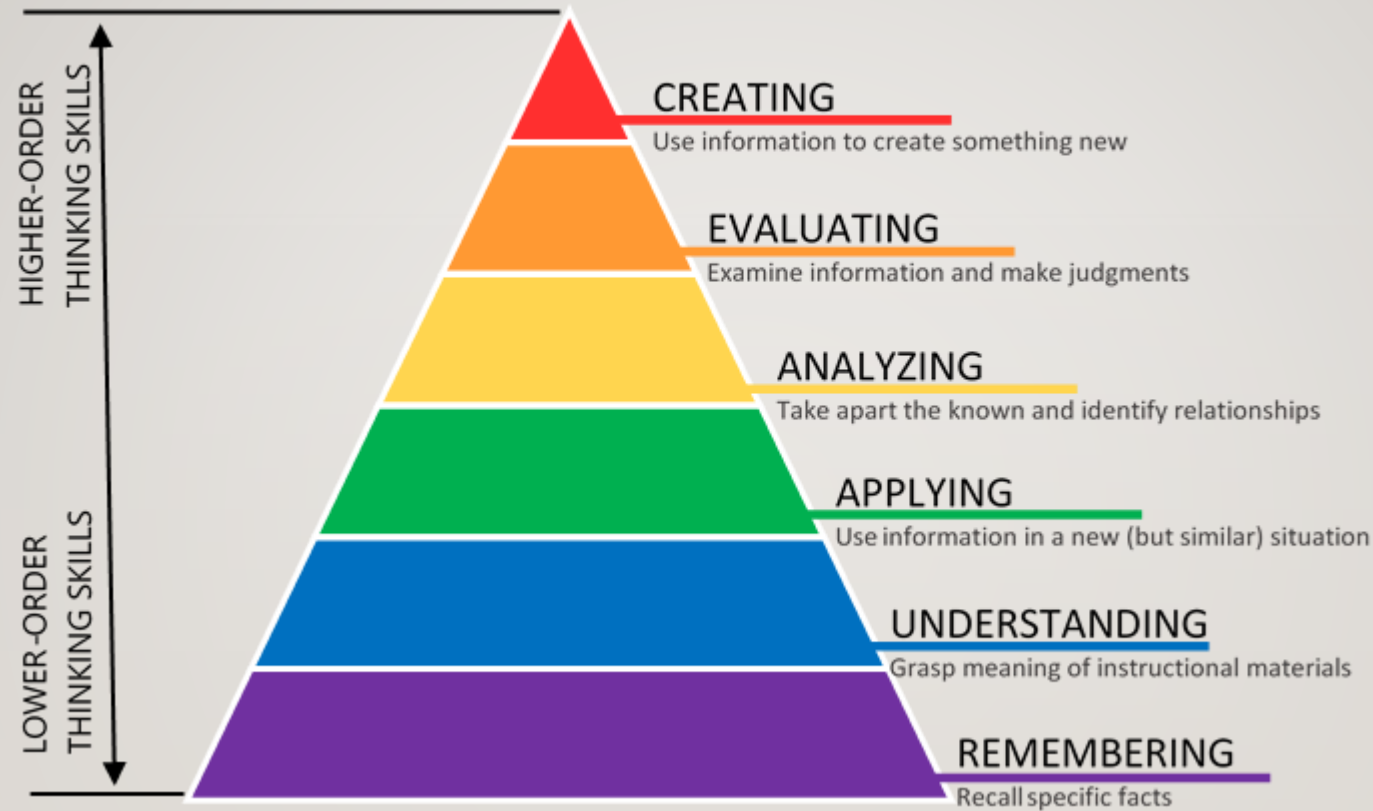 HIGHER-ORDER
THINKING SKILLS
LOWER-ORDER
THINKING SKILLS
CREATING
Use information to create something new
EVALUATING
Examine information and make judgments
ANALYZING
Take apart the known and identify relationships
APPLYING
Use information in a new (but similar) situation
UNDERSTANDING
Grasp meaning of instructional materials
REMEMBERING
Recall specific facts